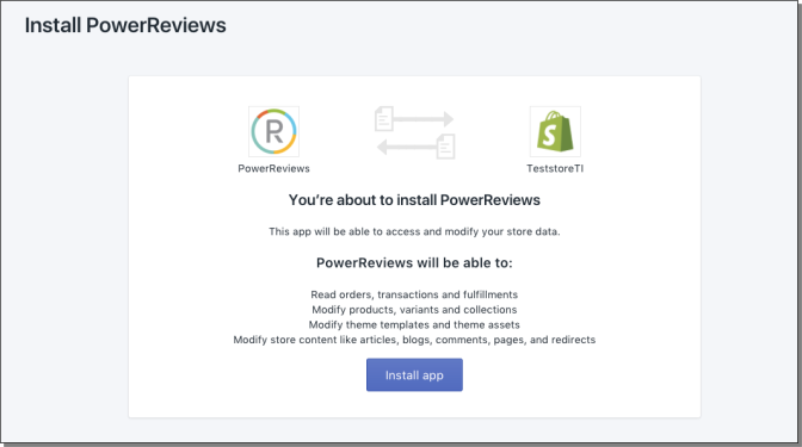 Install PowerReviews
R
S
PowerReviews
TeststoreTI
You're about to install PowerReviews
This app will be able to access and modify your store data.
PowerReviews will be able to:
Read orders, transactions and fulfillments
Modify products, variants and collections
Modify theme templates and theme assets
Modify store content like articles, blogs, comments, pages, and redirects
Install app